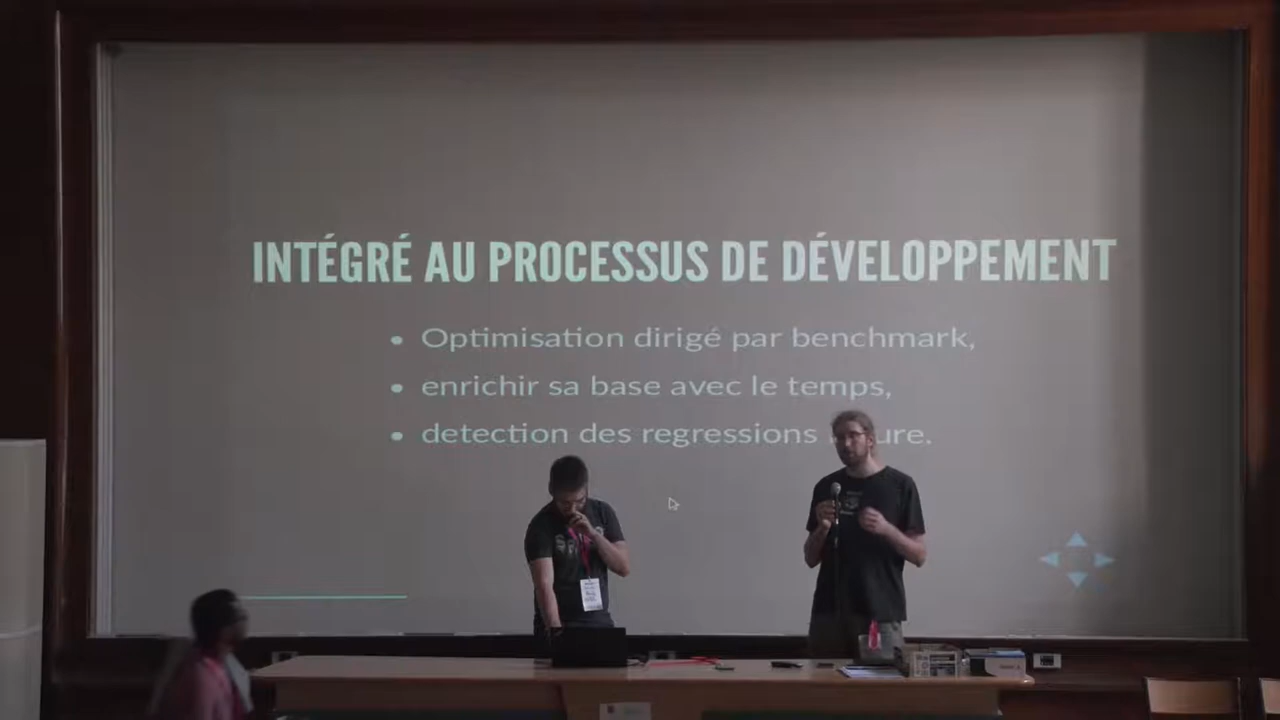 INTÉGRÉ AU PROCESSUS DE DÉVELOPPEMENT
• Optimisation dirigé par benchmark,
• enrichir sa base avec le temps,
• detection des regressions